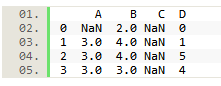 01. A B C D
02. 0 NaN 2.0 NaN 0
03. 1 3.0 4.0 NaN 1
04. 2 3.0 4.0 NaN 5
05. 3 3.0 3.0 NaN 4